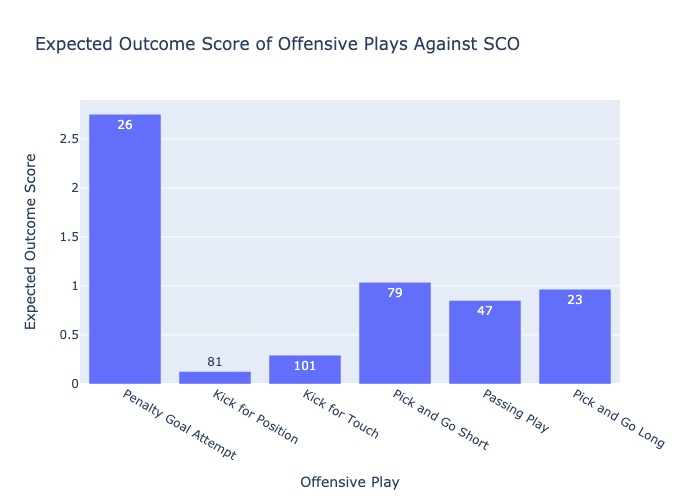 Expected Outcome Score of Offensive Plays Against SCO
Expected Outcome Score
2.5
2
1.5
1
0.5
0
26
81
101
79
47
23
Penalty Goal Attempt
Kick for Position
Kick for Touch
Pick and Go Short
Passing Play
Pick and Go Long
Offensive Play